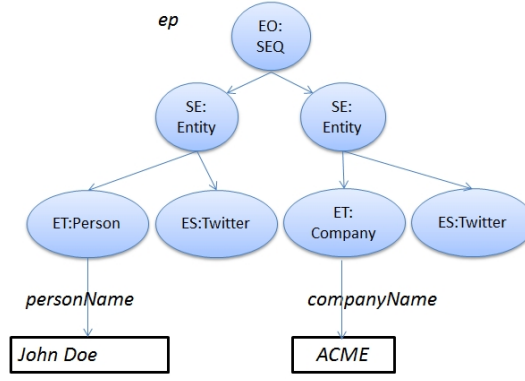 ep
EO:
SEQ
SE:
Entity
SE:
Entity
ET:Person
ES:Twitter
ET:
Company
ES:Twitter
personName
companyName
John Doe
ACME